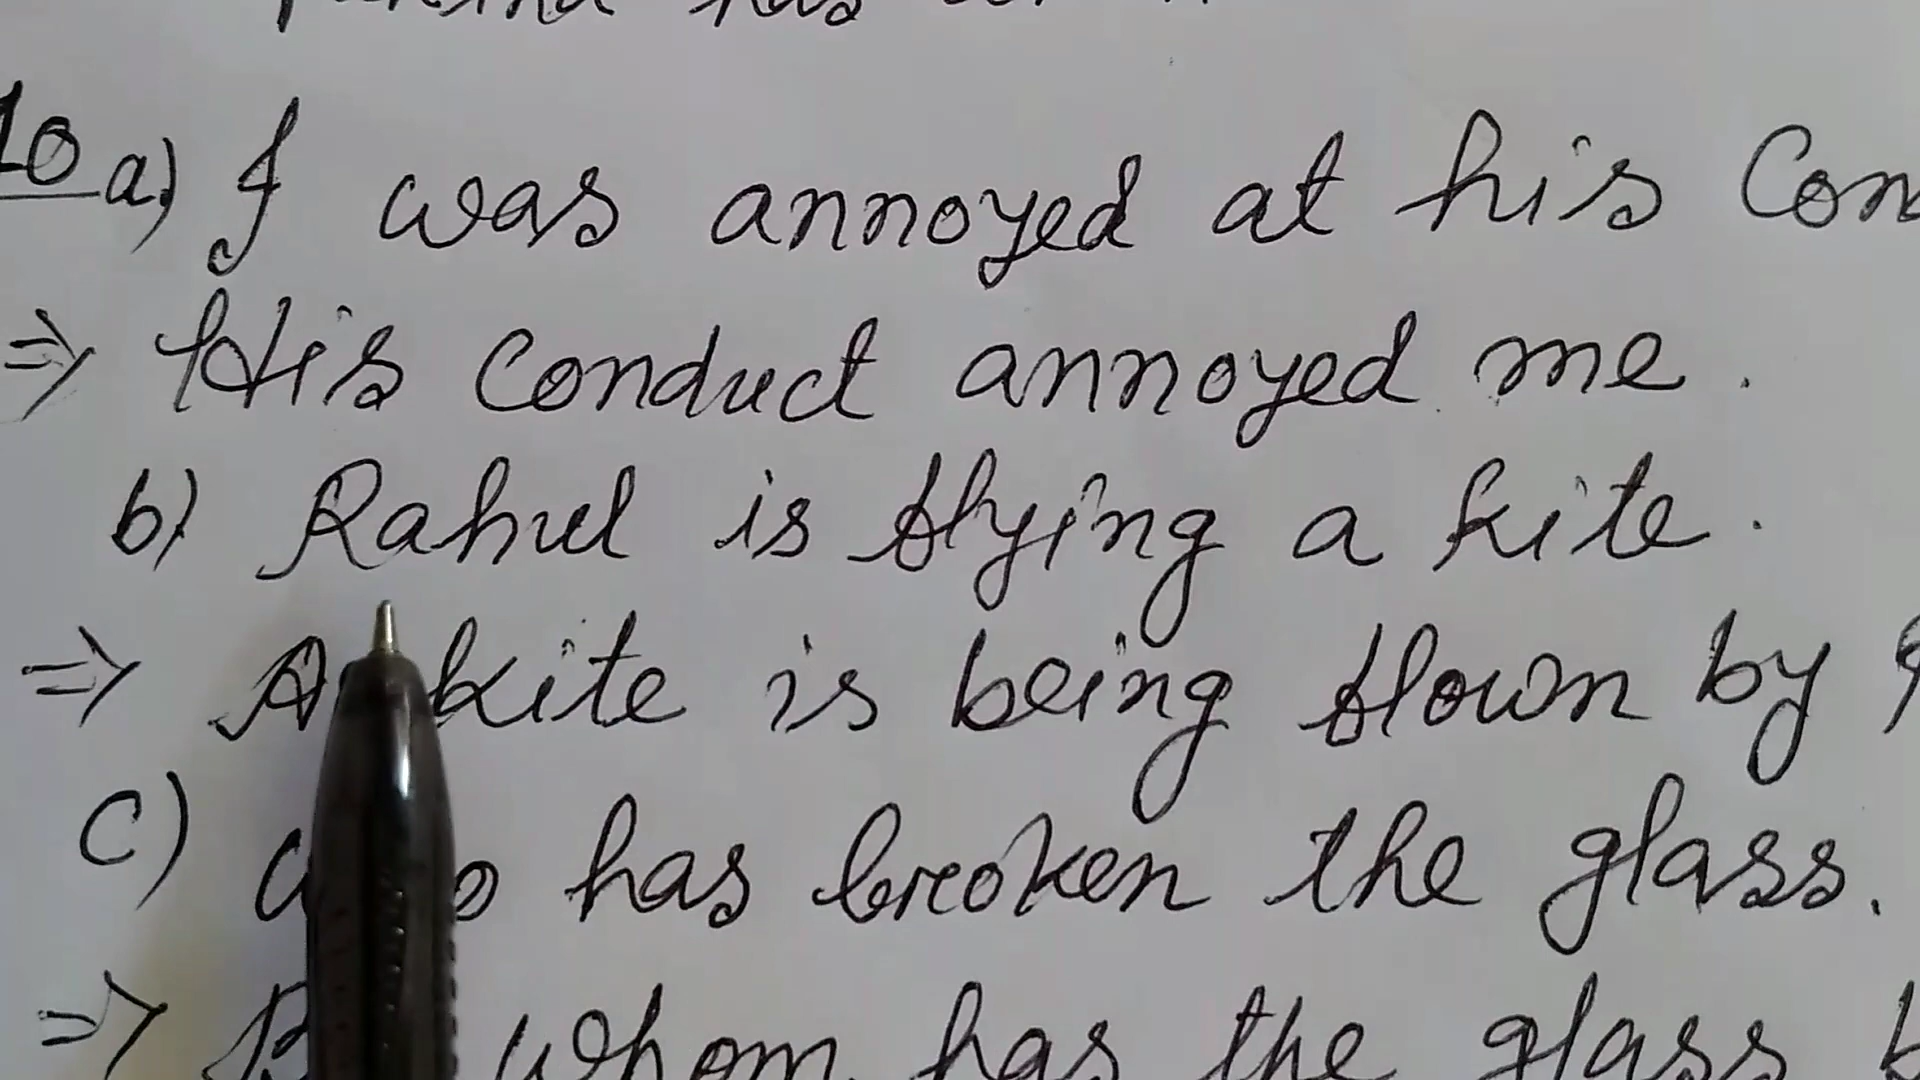 has
10 a) I was annoyed at his Con
⇒ His Conduct annoyed me.
b) Rahul is flying a kite.
⇒ A kite is being flown by
c) has broken the glass.
⇒ whom has the glass